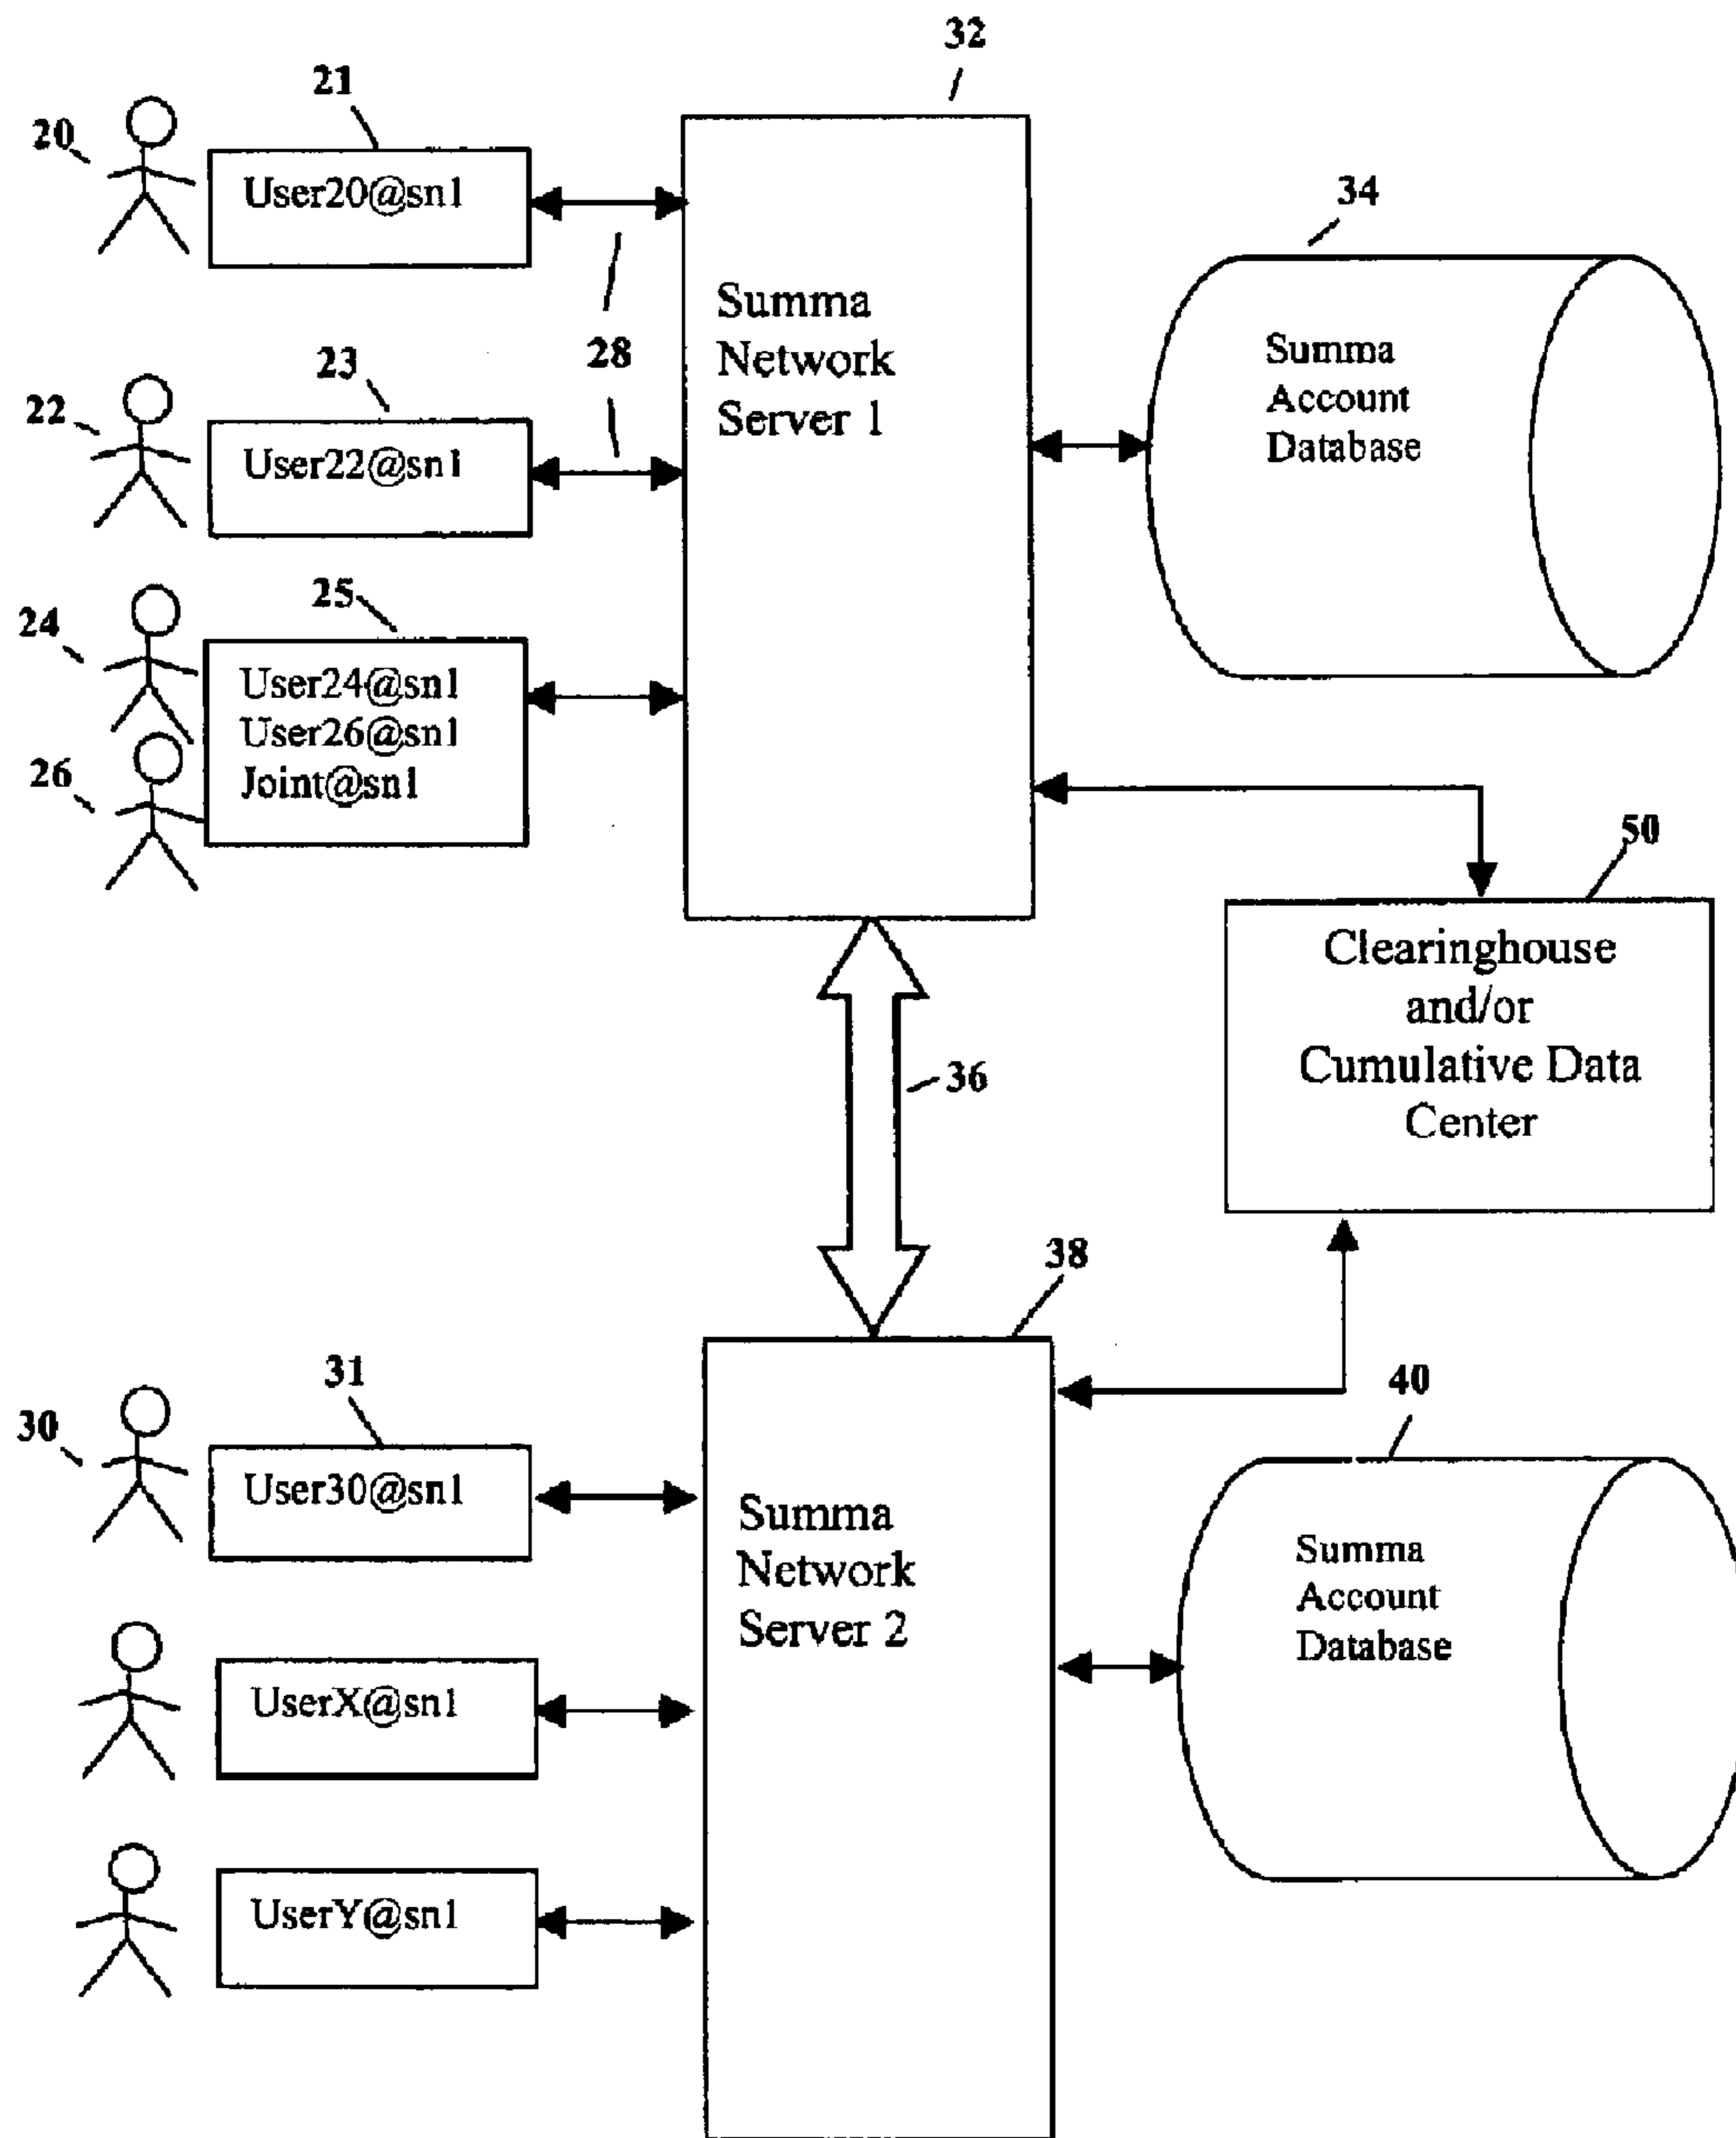 32
21
20
User20@sn1
34
Summa
Network
Server 1
28
23
22
User22@sn1
Summa
Account
Database
25
24
User24@sn1
User26@sn1
Joint@sn1
26
50
Clearinghouse
and/or
Cumulative Data
Center
36
38
31
30
User30@sn1
40
Summa
Network
Server 2
Summa
Account
Database
UserX@sn1
UserY@sn1